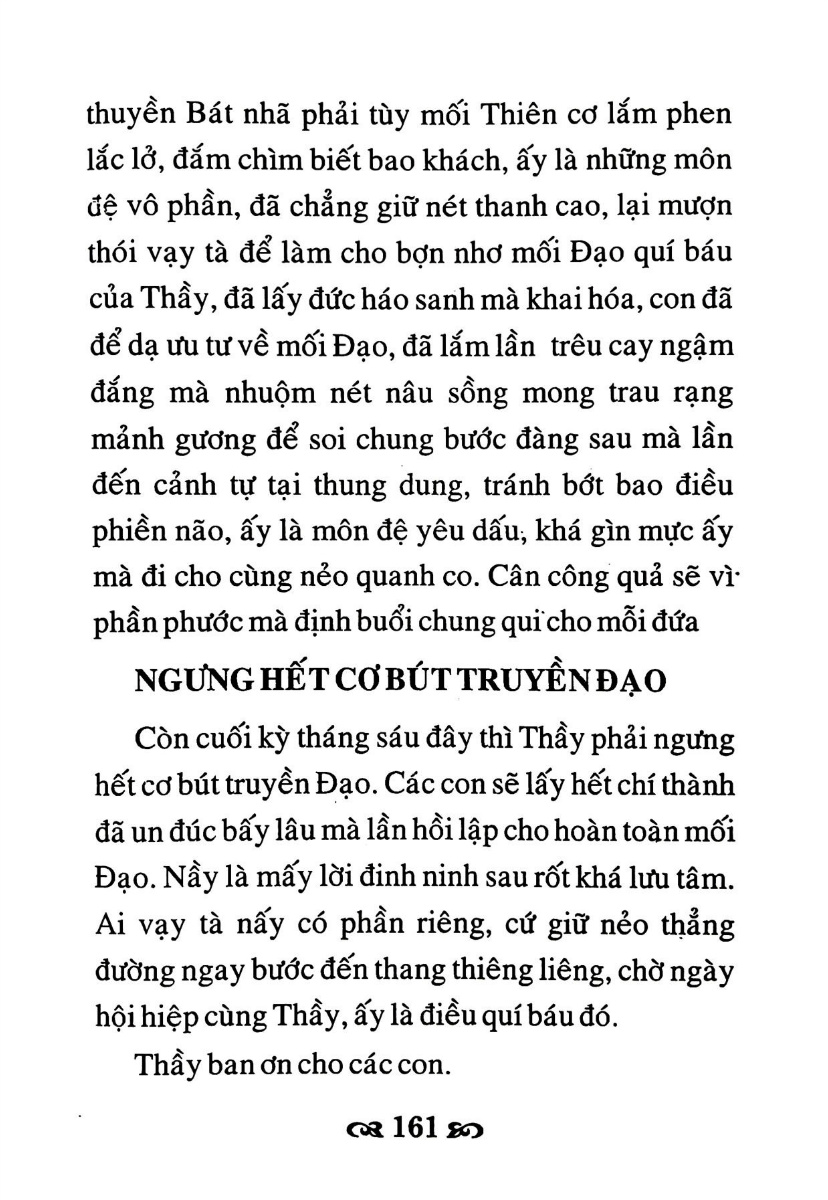 thuyền Bát nhã phải tùy mối Thiên cơ lắm phen
lắc lở, đắm chìm biết bao khách, ấy là những môn
đệ vô phần, đã chẳng giữ nét thanh cao, lại mượn
thói vạy tà để làm cho bợn nhơ mối Đạo quí báu
của Thầy, đã lấy đức háo sanh mà khai hóa, con đã
để dạ ưu tư về mối Đạo, đã lắm lần trêu cay ngậm
đắng mà nhuộm nét nâu sồng mong trau rạng
mảnh gương để soi chung bước đàng sau mà lần
đến cảnh tự tại thung dung, tránh bớt bao điều
phiền não, ấy là môn đệ yêu dấu, khá gìn mực ấy
mà đi cho cùng nẻo quanh co. Cân công quả sẽ vì
phần phước mà định buổi chung qui cho mỗi đứa
NGƯNG HẾT CƠ BÚT TRUYỀN ĐẠO
Còn cuối kỳ tháng sáu đây thì Thầy phải ngưng
hết cơ bút truyền Đạo. Các con sẽ lấy hết chí thành
đã un đúc bấy lâu mà lần hồi lập cho hoàn toàn mối
Đạo. Nầy là mấy lời đinh ninh sau rốt khá lưu tâm.
Ai vạy tà nấy có phần riêng, cứ giữ nẻo thẳng
đường ngay bước đến thang thiêng liêng, chờ ngày
hội hiệp cùng Thầy, ấy là điều quí báu đó.
Thầy ban ơn cho các con.
161